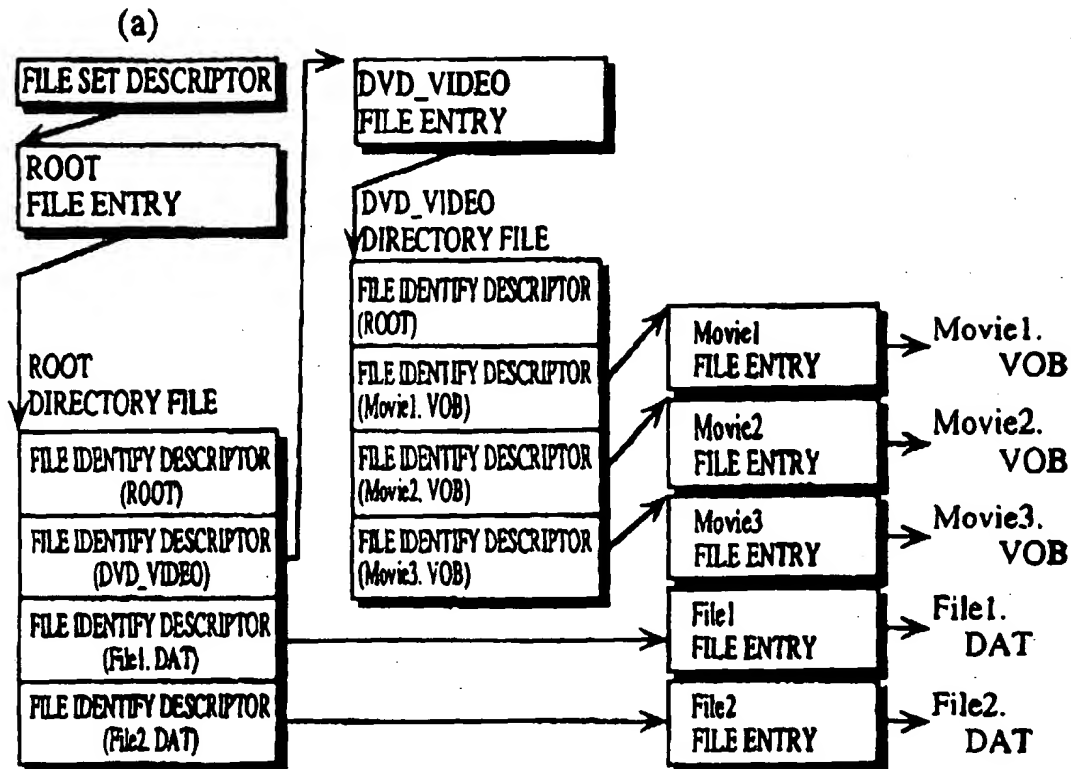 (a)
FILE SET DESCRIPTOR
ROOT
FILE ENTRY
ROOT
DIRECTORY FILE
FILE IDENTIFY DESCRIPTOR
(ROOT)
FILE IDENTIFY DESCRIPTOR
(DVD_VIDEO)
FILE IDENTIFY DESCRIPTOR
(File1. DAT)
FILE IDENTIFY DESCRIPTOR
(File2. DAT)
DVD_VIDEO
FILE ENTRY
DVD_VIDEO
DIRECTORY FILE
FILE IDENTIFY DESCRIPTOR
(ROOT)
FILE IDENTIFY DESCRIPTOR
(Movie1. VOB)
FILE IDENTIFY DESCRIPTOR
(Movie2. VOB)
FILE IDENTIFY DESCRIPTOR
(Movie3. VOB)
Movie1
FILE ENTRY
Movie2
FILE ENTRY
Movie3
FILE ENTRY
File1
FILE ENTRY
File2
FILE ENTRY
Movie1.
VOB
Movie2.
VOB
Movie3.
VOB
File1.
DAT
File2.
DAT